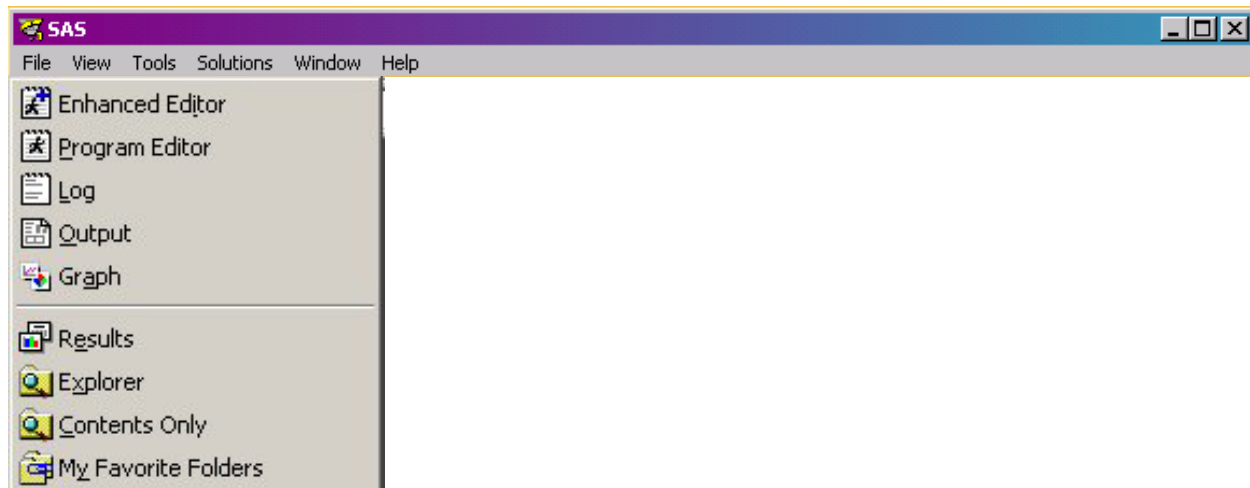 SAS
File View Tools Solutions Window Help
Enhanced Editor
Program Editor
Log
Output
Graph
Results
Explorer
Contents Only
My Favorite Folders